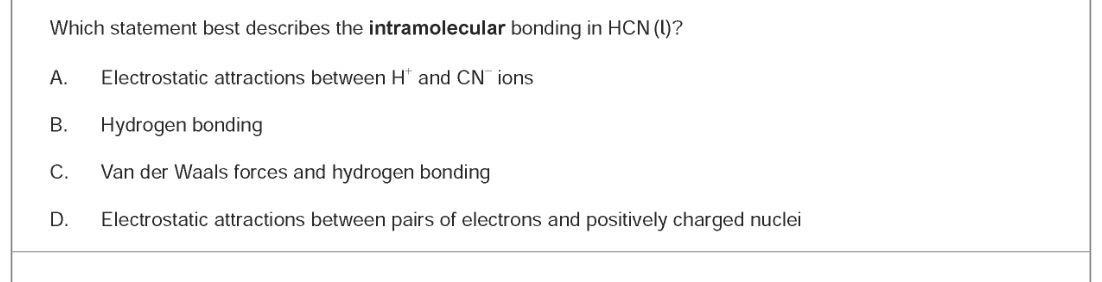 Which statement best describes the intramolecular bonding in HCN(l)?
A. Electrostatic attractions between H⁺ and CN⁻ ions
B. Hydrogen bonding
C. Van der Waals forces and hydrogen bonding
D. Electrostatic attractions between pairs of electrons and positively charged nuclei